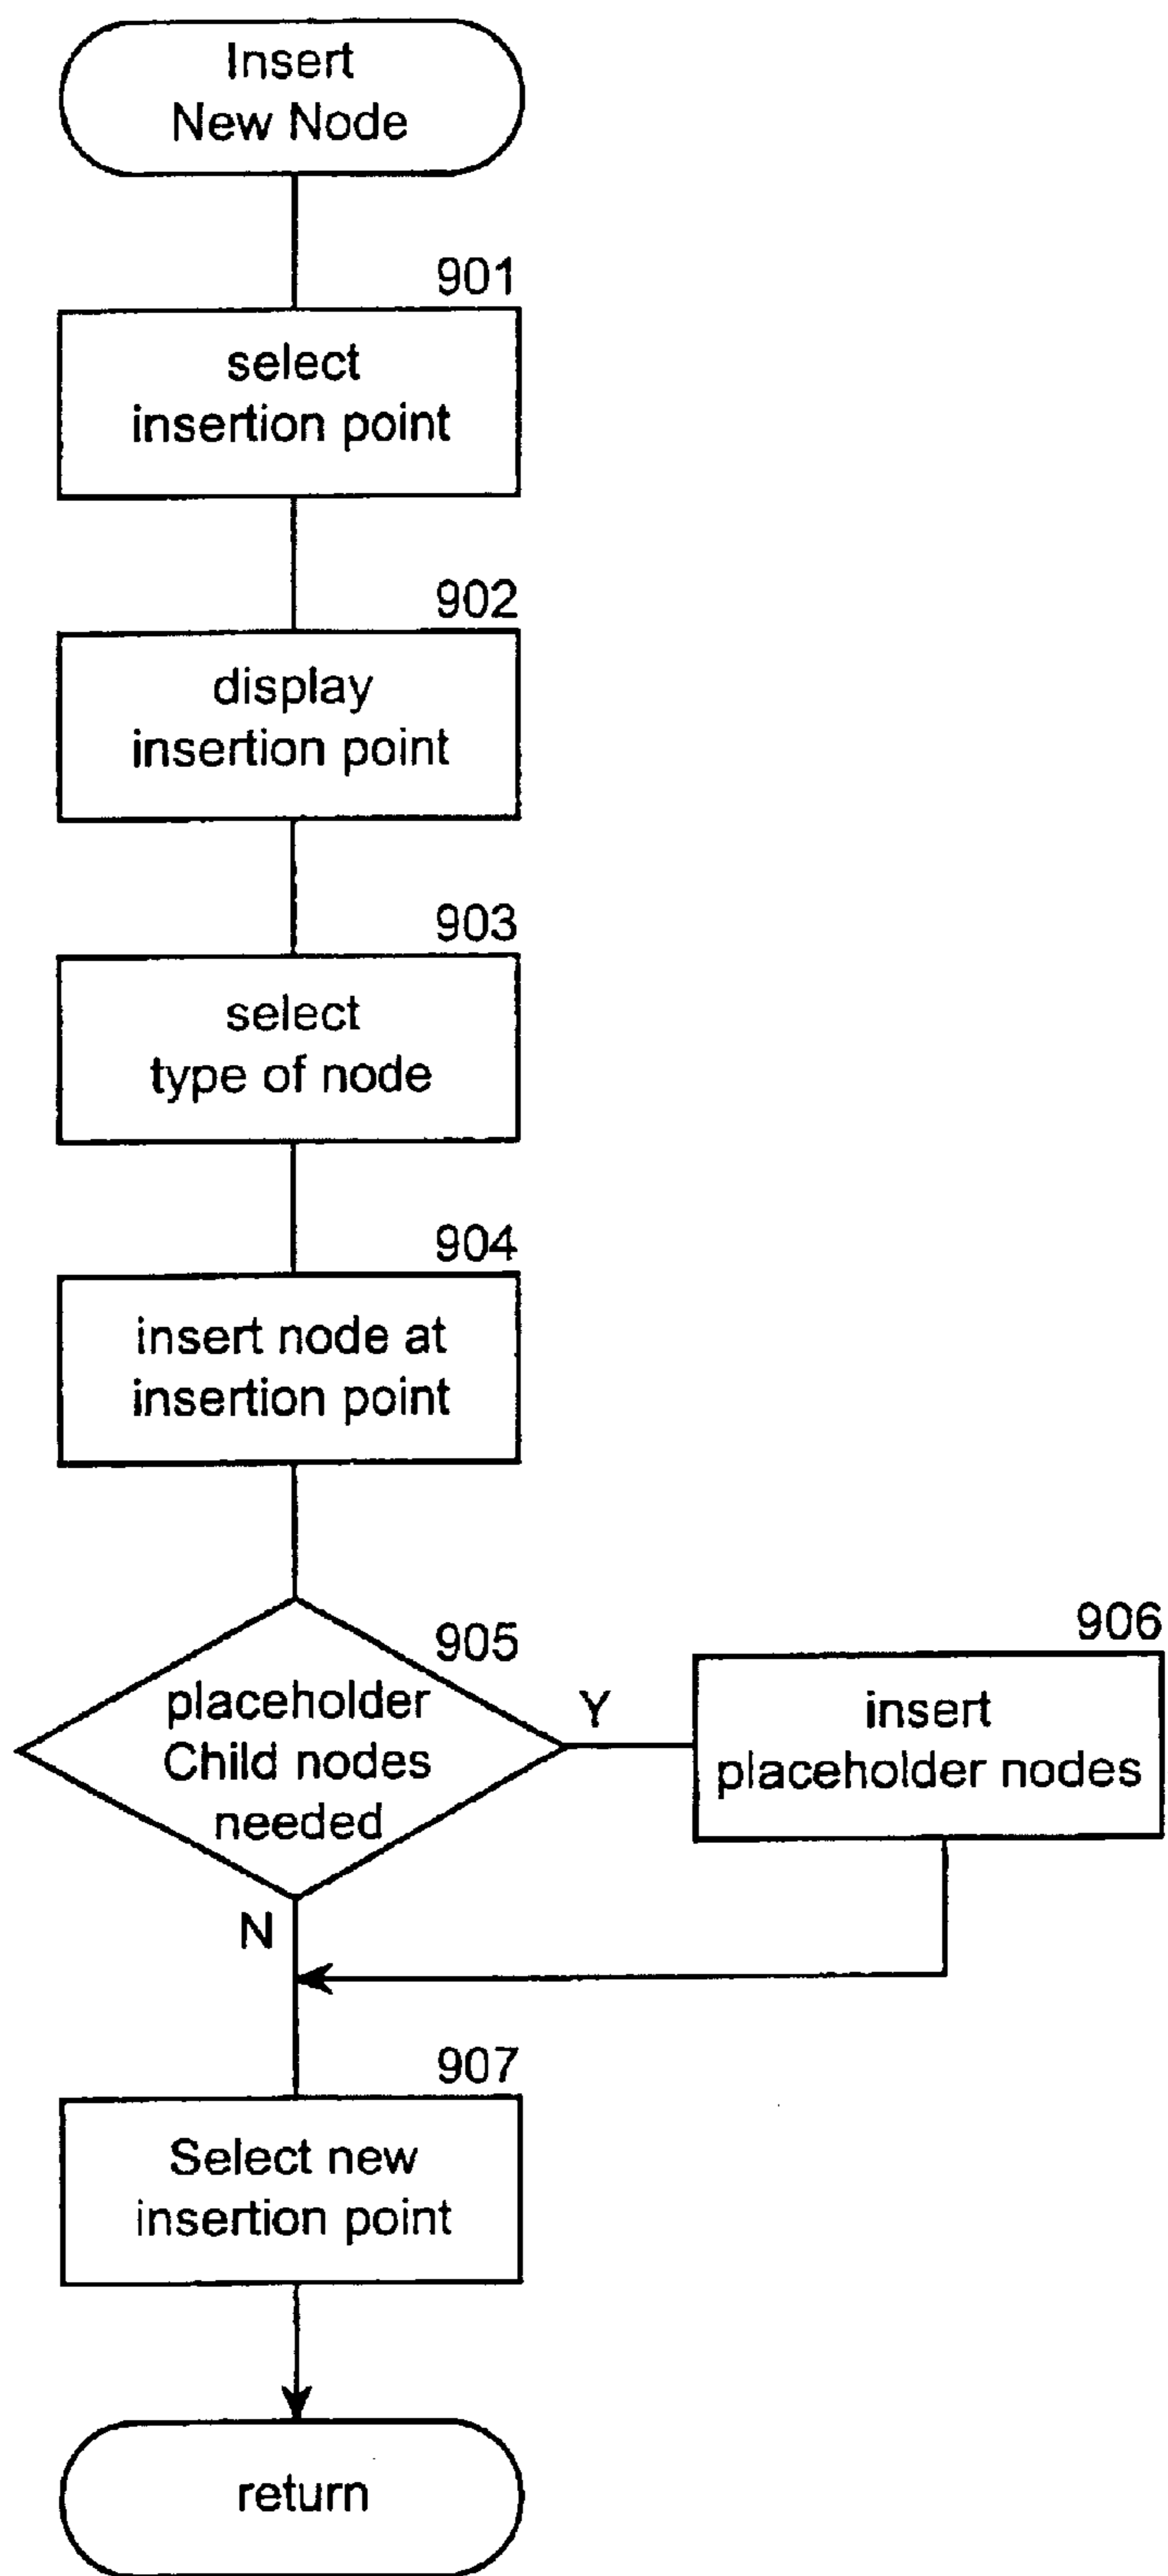 Insert
New Node
901
select
insertion point
902
display
insertion point
903
select
type of node
904
insert node at
insertion point
905
placeholder
Child nodes
needed
Y
906
insert
placeholder nodes
N
907
Select new
insertion point
return